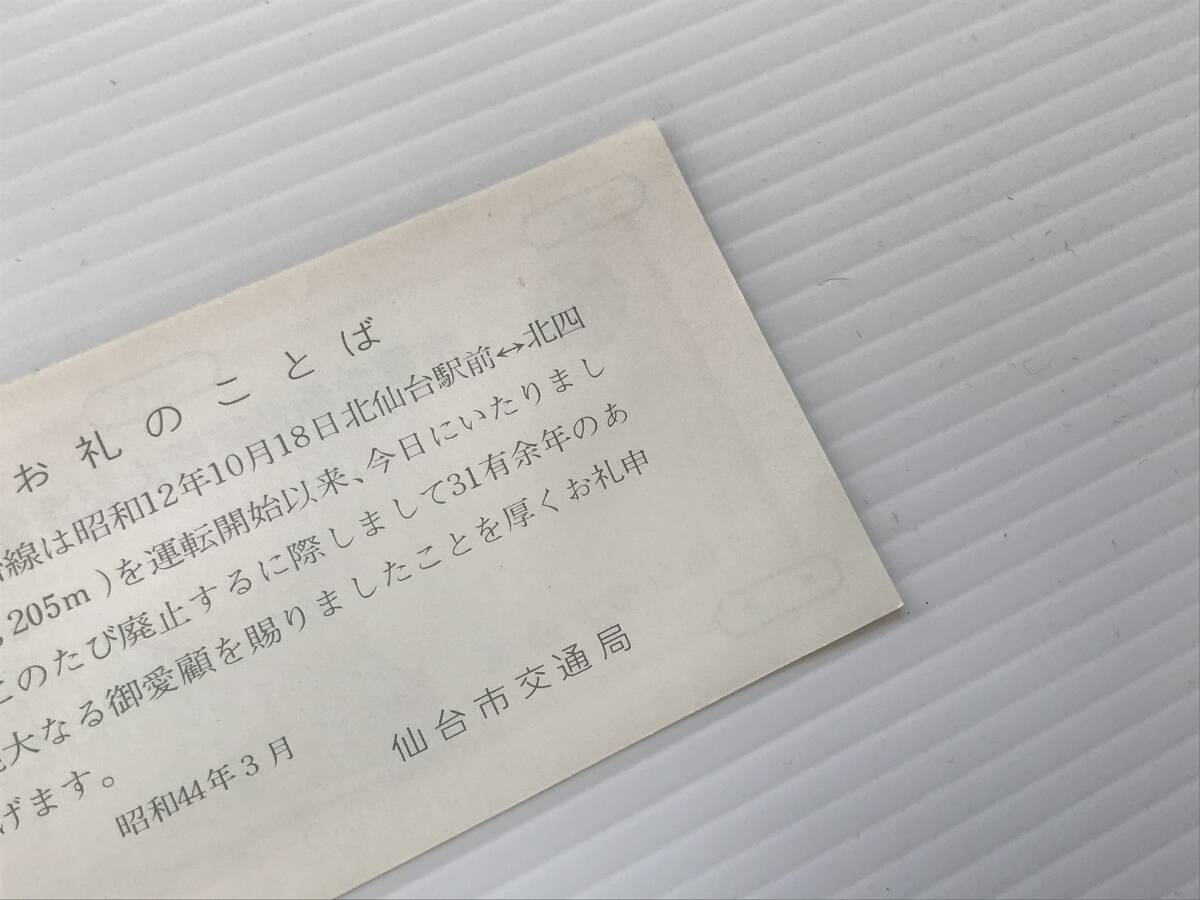 お礼のことば
線は昭和12年10月18日北仙台駅前↔北四
205m)を運転開始以来、今日にいたりまし
このたび廃止するに際しまして31有余年のあ
大なる御愛顧を賜りましたことを厚くお礼申
げます。
昭和44年3月
仙台市交通局